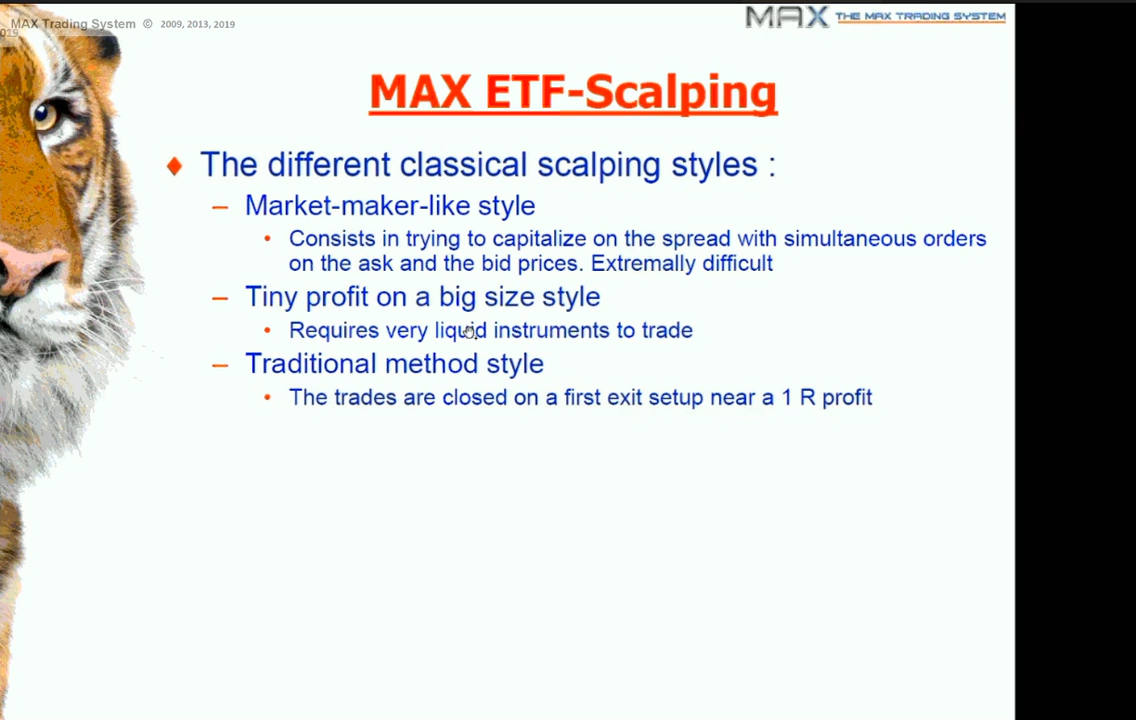 MAX Trading System © 2009, 2013, 2019
019
MAX THE MAX TRADING SYSTEM
MAX ETF-Scalping
The different classical scalping styles :
– Market-maker-like style
• Consists in trying to capitalize on the spread with simultaneous orders
on the ask and the bid prices. Extremally difficult
– Tiny profit on a big size style
• Requires very liquid instruments to trade
– Traditional method style
• The trades are closed on a first exit setup near a 1 R profit